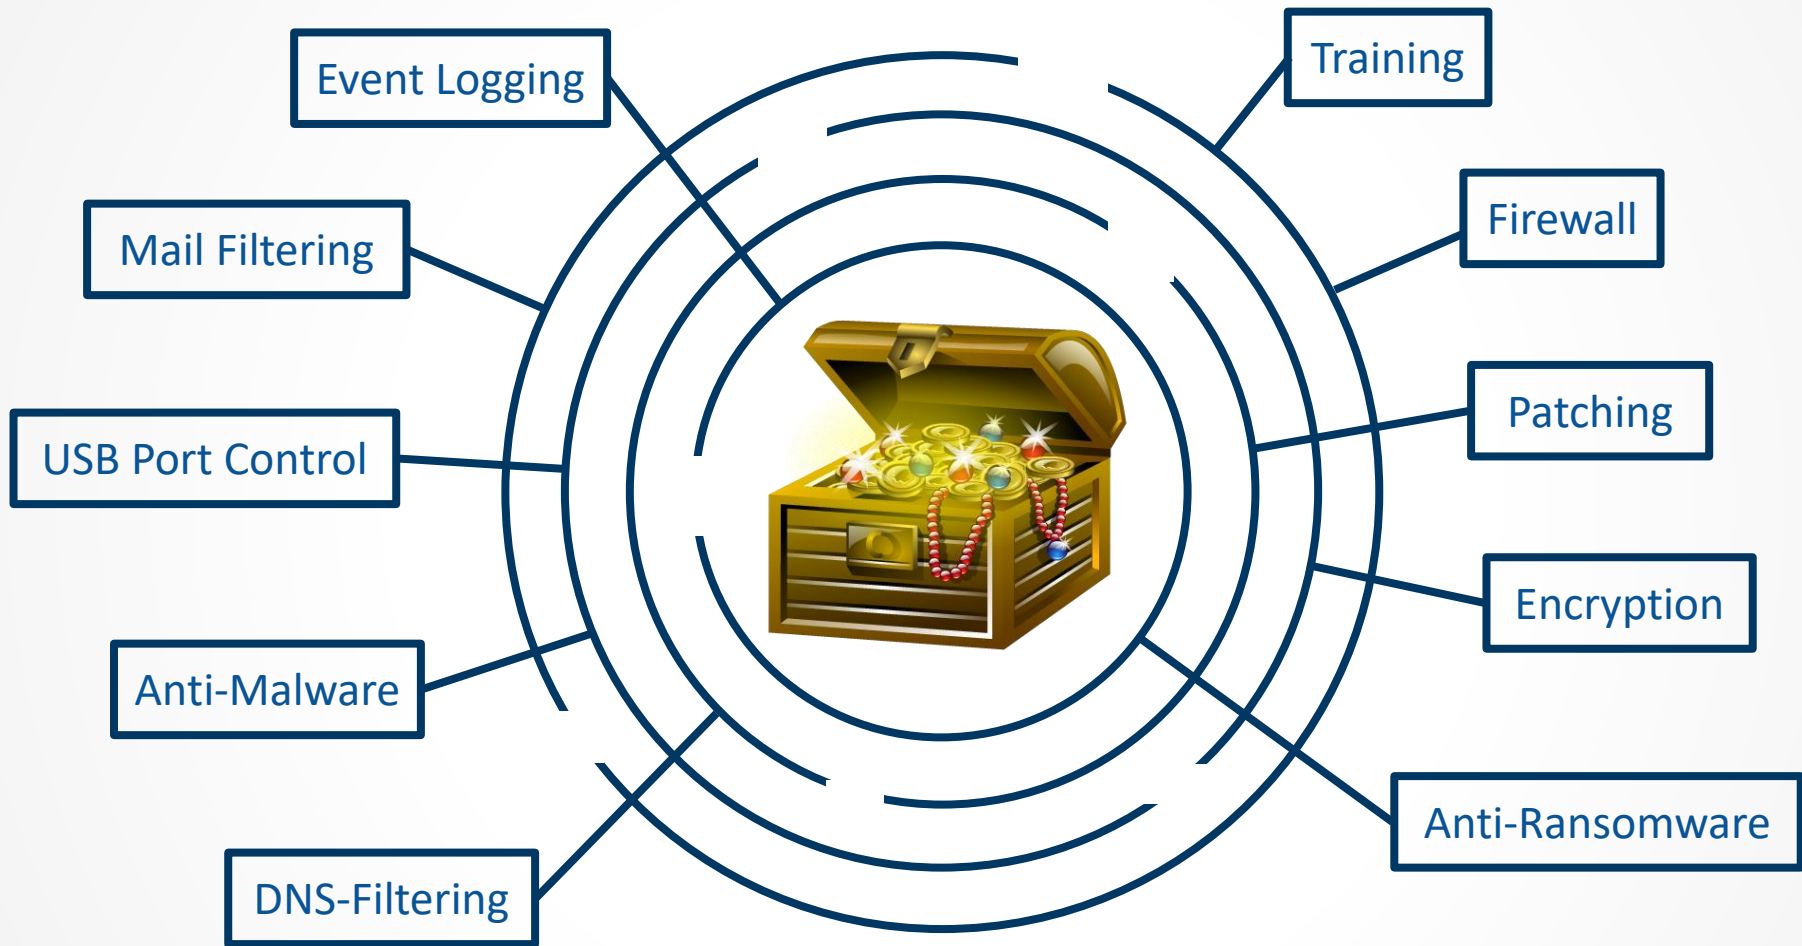 Event Logging
Mail Filtering
USB Port Control
Anti-Malware
DNS-Filtering
Training
Firewall
Patching
Encryption
Anti-Ransomware